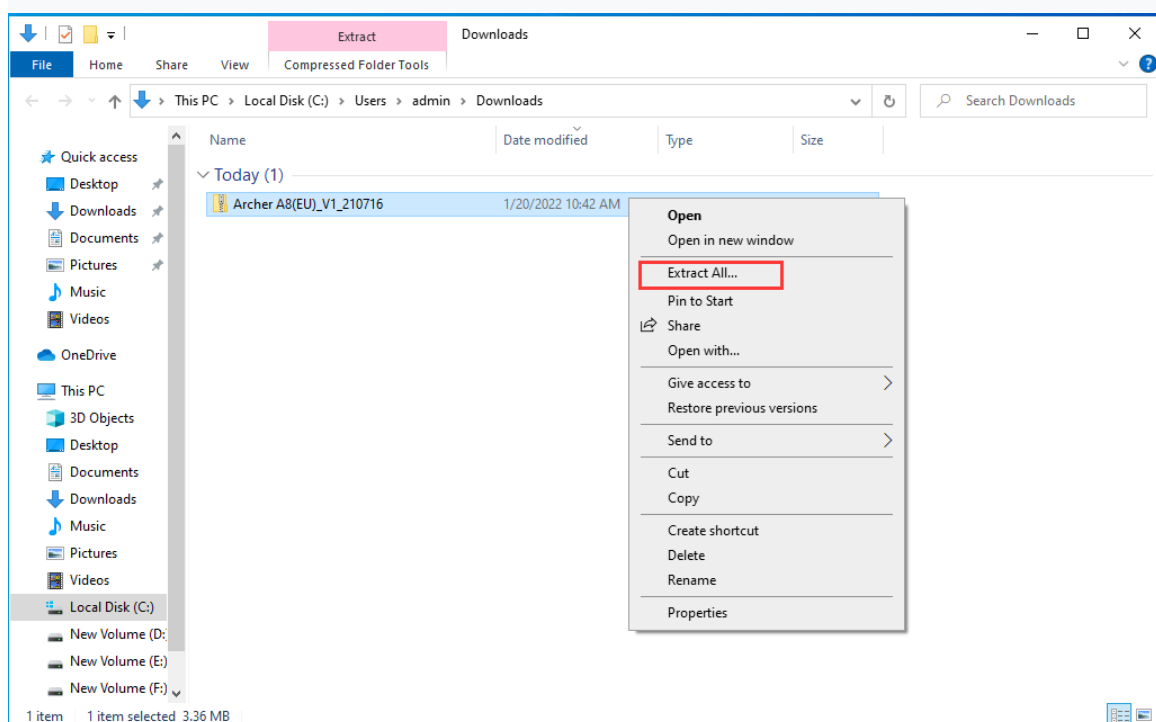 Extract
Downloads
File
Home
Share
View
Compressed Folder Tools
?
This PC > Local Disk (C:) > Users > admin > Downloads
Search Downloads
Name
Date modified
Type
Size
Quick access
Desktop
Downloads
Documents
Pictures
Music
Videos
OneDrive
This PC
3D Objects
Desktop
Documents
Downloads
Music
Pictures
Videos
Local Disk (C:)
New Volume (D:
New Volume (E:)
New Volume (F:)
Today (1)
Archer A8(EU)_V1_210716
1/20/2022 10:42 AM
Open
Open in new window
Extract All...
Pin to Start
Share
Open with...
Give access to
Restore previous versions
Send to
Cut
Copy
Create shortcut
Delete
Rename
Properties
1 item
1 item selected 3.36 MB